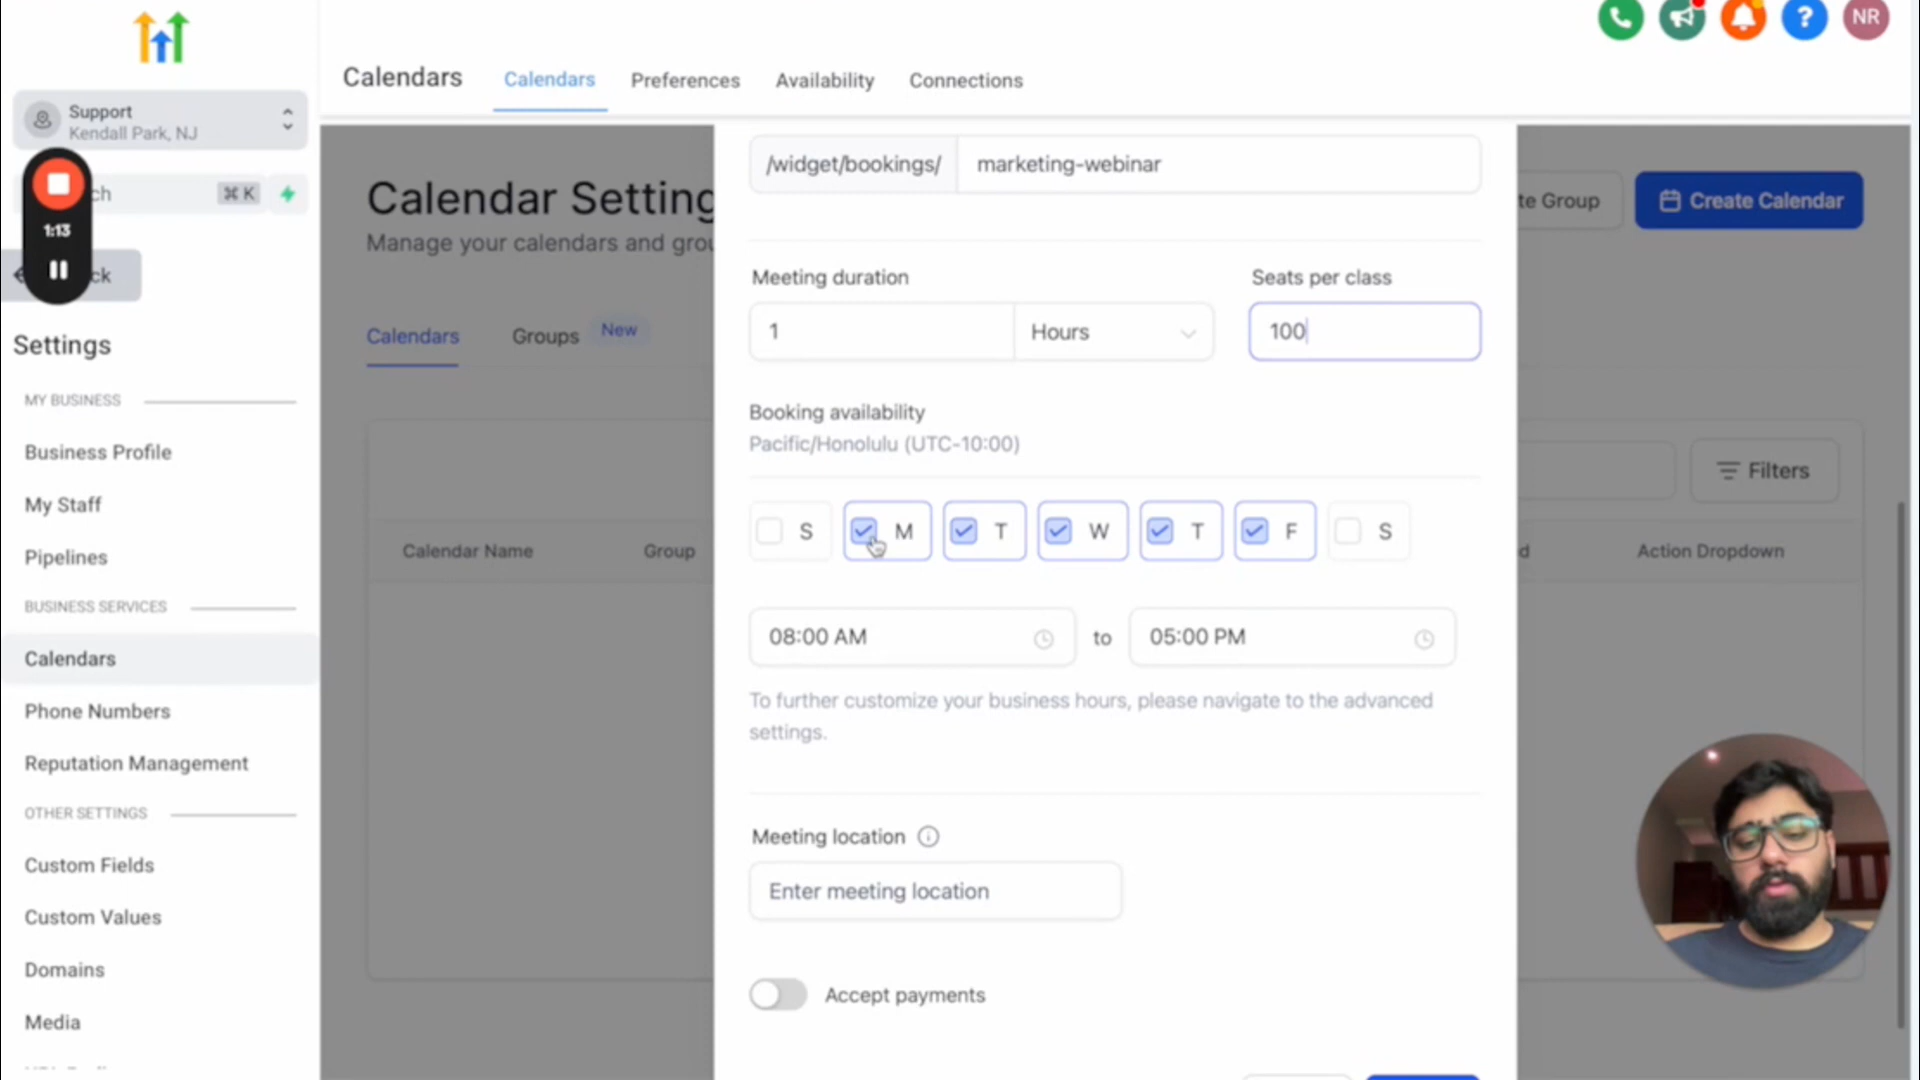 NR
Calendars
Calendars
Preferences
Availability
Connections
Support
Kendall Park, NJ
ch
⌘ K
1:13
ck
Settings
MY BUSINESS
Business Profile
My Staff
Pipelines
BUSINESS SERVICES
Calendars
Phone Numbers
Reputation Management
OTHER SETTINGS
Custom Fields
Custom Values
Domains
Media
Calendar Setting
Manage your calendars and grou
te Group
Create Calendar
Calendars
Groups
New
Filters
Calendar Name
Group
d
Action Dropdown
/widget/bookings/
marketing-webinar
Meeting duration
Seats per class
1
Hours
100
Booking availability
Pacific/Honolulu (UTC-10:00)
S
M
T
W
T
F
S
08:00 AM
to
05:00 PM
To further customize your business hours, please navigate to the advanced
settings.
Meeting location
Enter meeting location
Accept payments